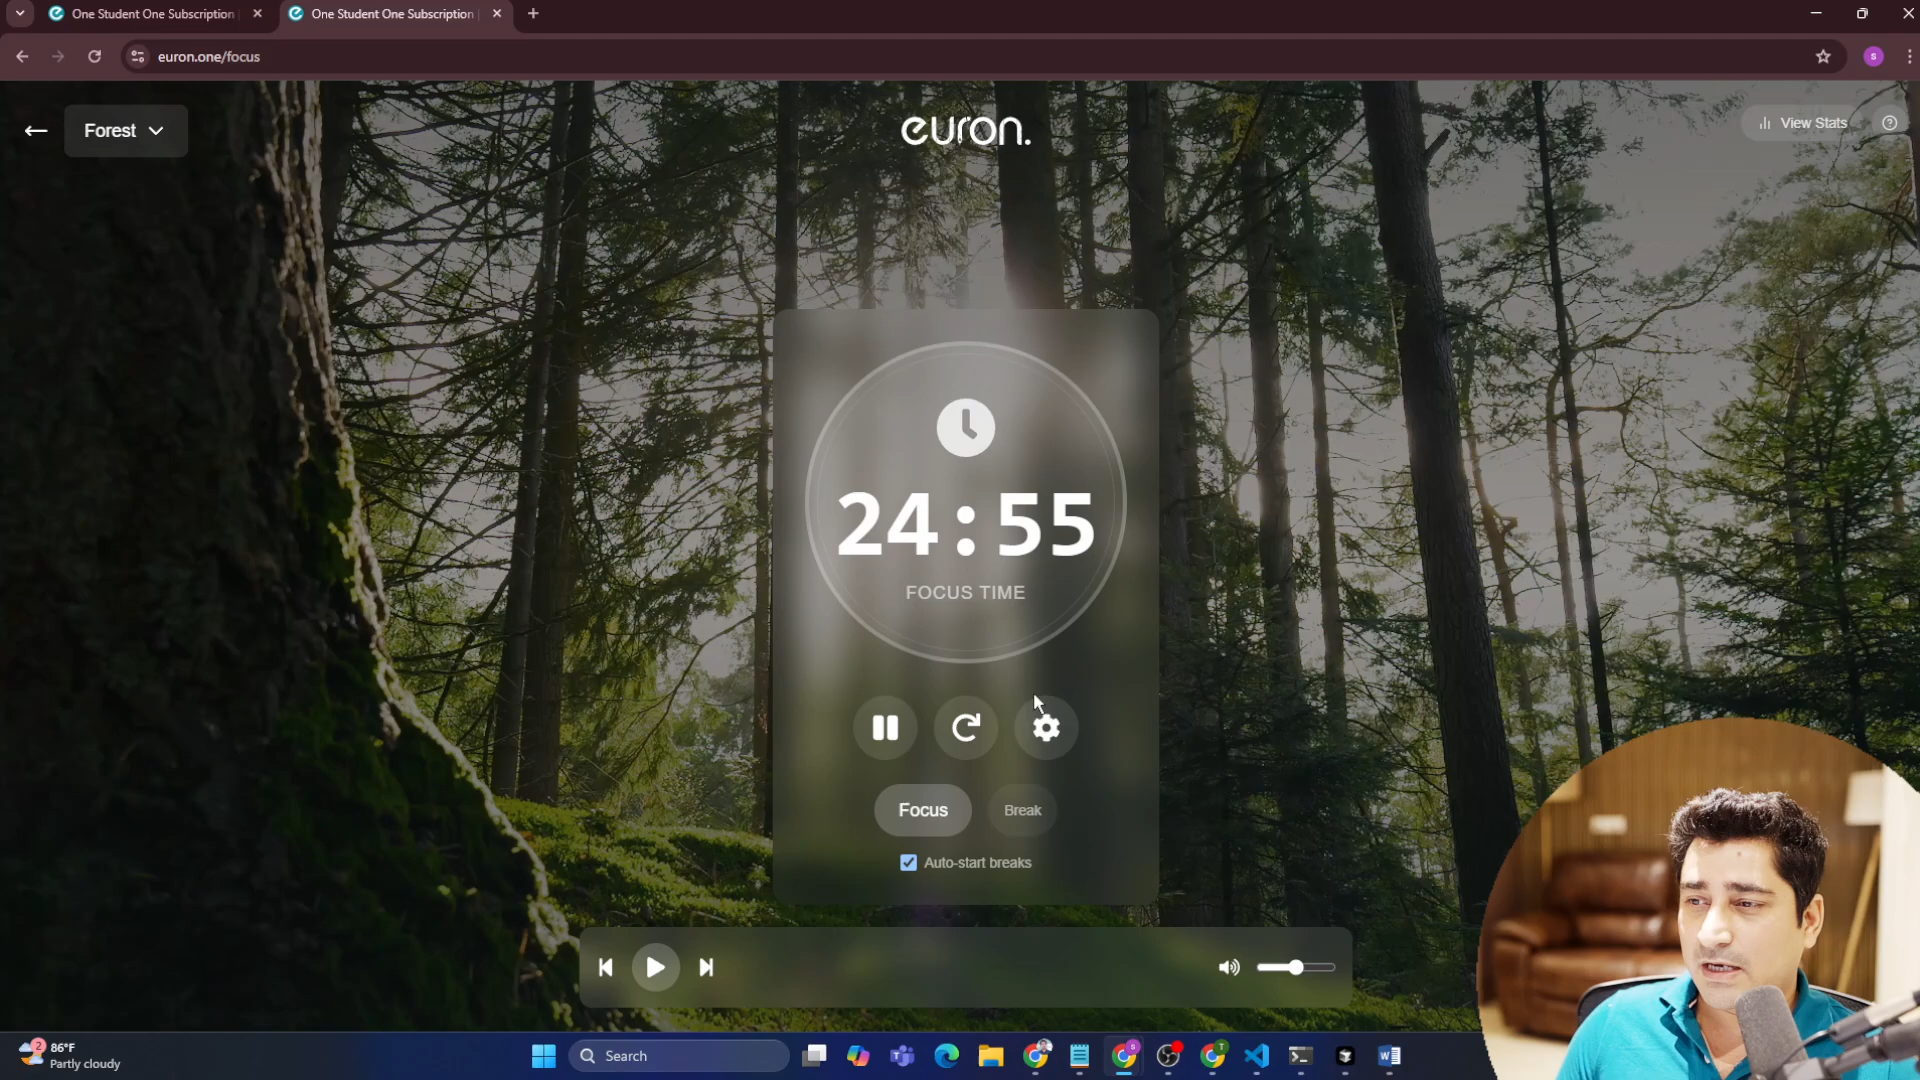 One Student One Subscription
One Student One Subscription
euron.one/focus
S
Forest
euron.
View Stats
24:55
FOCUS TIME
Focus
Break
Auto-start breaks
2
86°F
Partly cloudy
Search
S
T